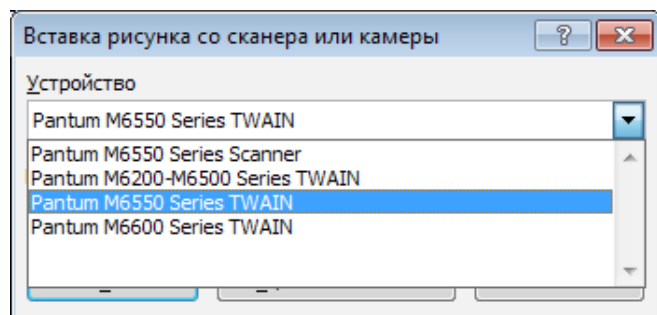 Вставка рисунка со сканера или камеры
Устройство
Pantum M6550 Series TWAIN
Pantum M6550 Series Scanner
Pantum M6200-M6500 Series TWAIN
Pantum M6550 Series TWAIN
Pantum M6600 Series TWAIN